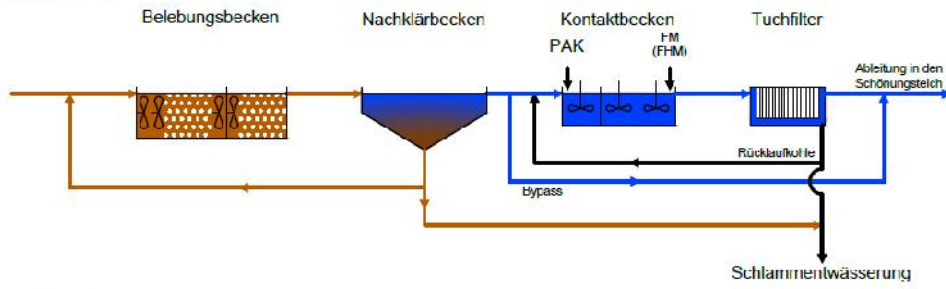 Belebungsbecken
Nachklärbecken
Kontaktbecken
Tuchfilter
PAK
FM
(FHM)
Ableitung in den
Schönungsteich
Rücklaufkohle
Bypass
Schlammentwässerung